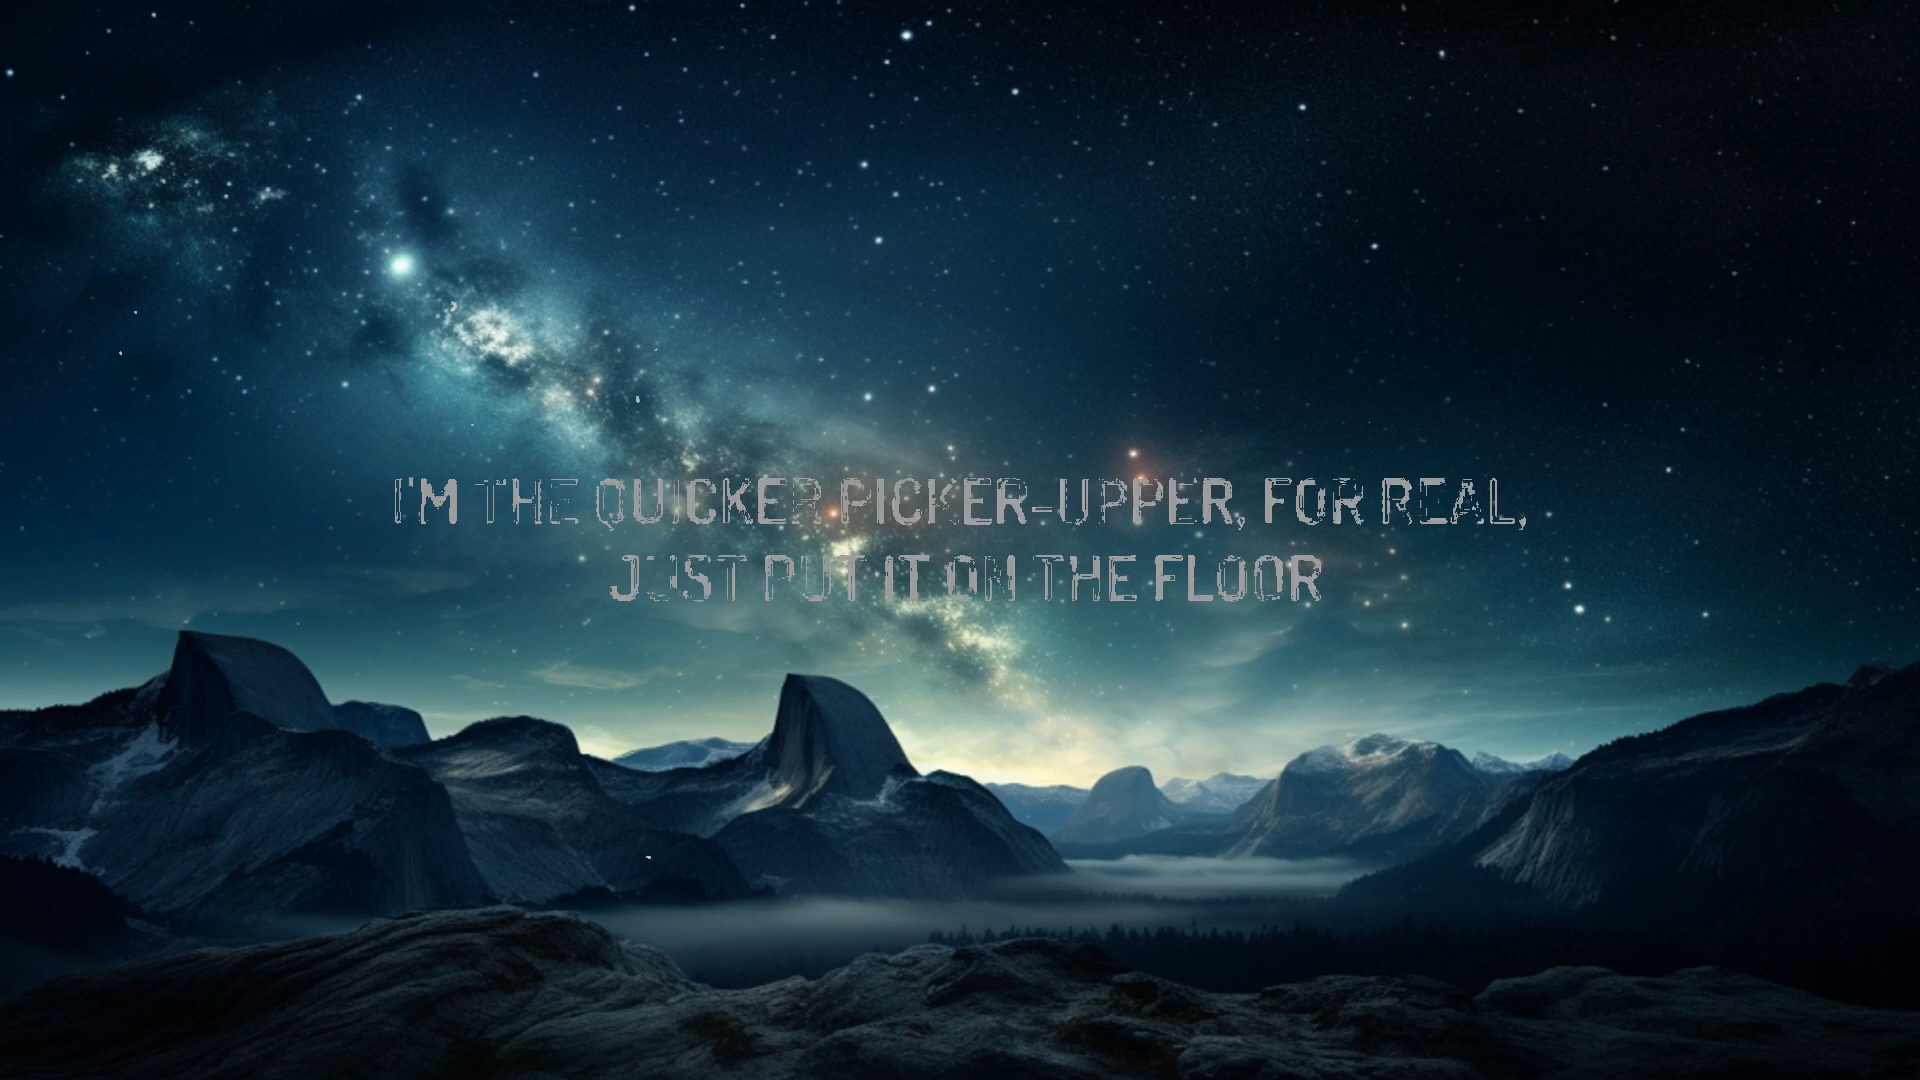 I'M THE QUICKER PICKER-UPPER, FOR REAL,
JUST PUT IT ON THE FLOOR